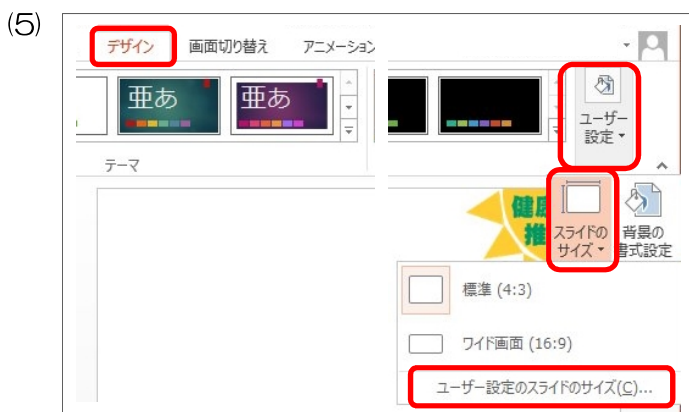 (5)
デザイン 画面切り替え アニメーション
亜あ 亜あ
ユーザー
設定
テーマ
健
推
スライドの
サイズ
背景の
書式設定
標準 (4:3)
ワイド画面 (16:9)
ユーザー設定のスライドのサイズ(C)...